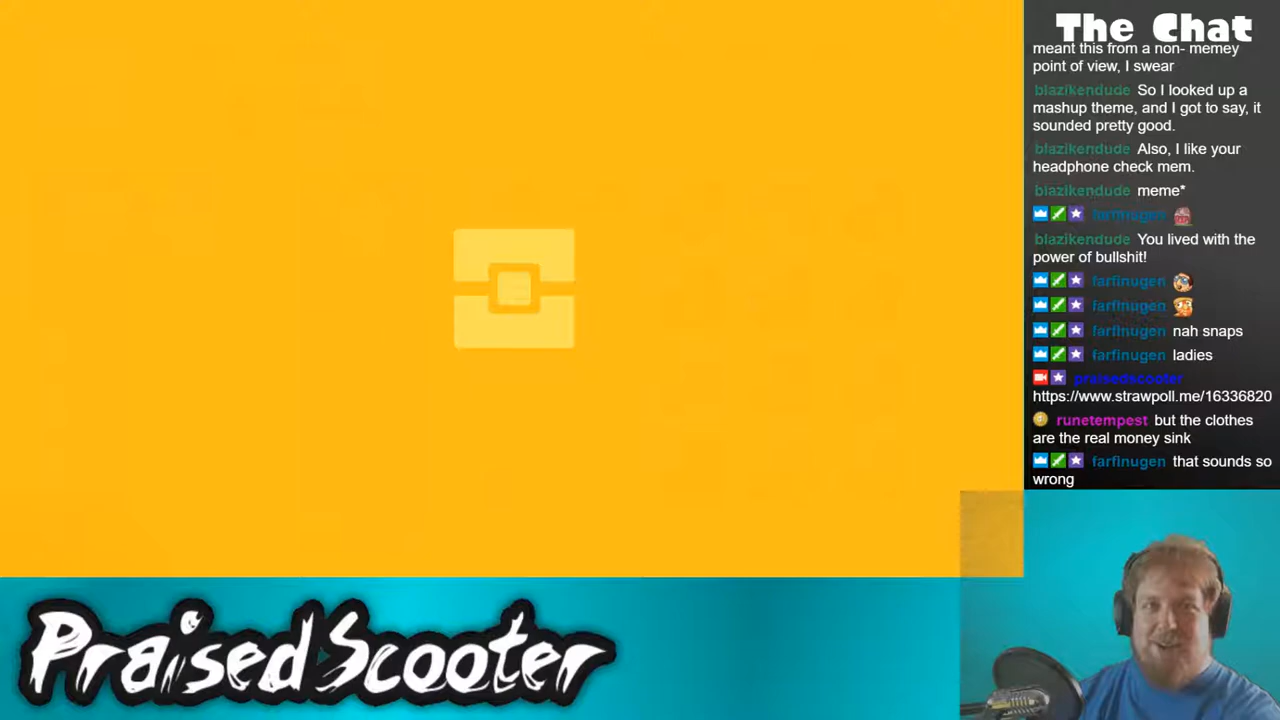 The Chat
meant this from a non- memey
point of view, I swear
blazikendude So I looked up a
mashup theme, and I got to say, it
sounded pretty good.
blazikendude Also, I like your
headphone check mem.
blazikendude meme*
farfinugen
blazikendude You lived with the
power of bullshit!
farfinugen
farfinugen
farfinugen nah snaps
farfinugen ladies
praisedscooter
https://www.strawpoll.me/16336820
runetempest but the clothes
are the real money sink
farfinugen that sounds so
wrong
PraisedScooter